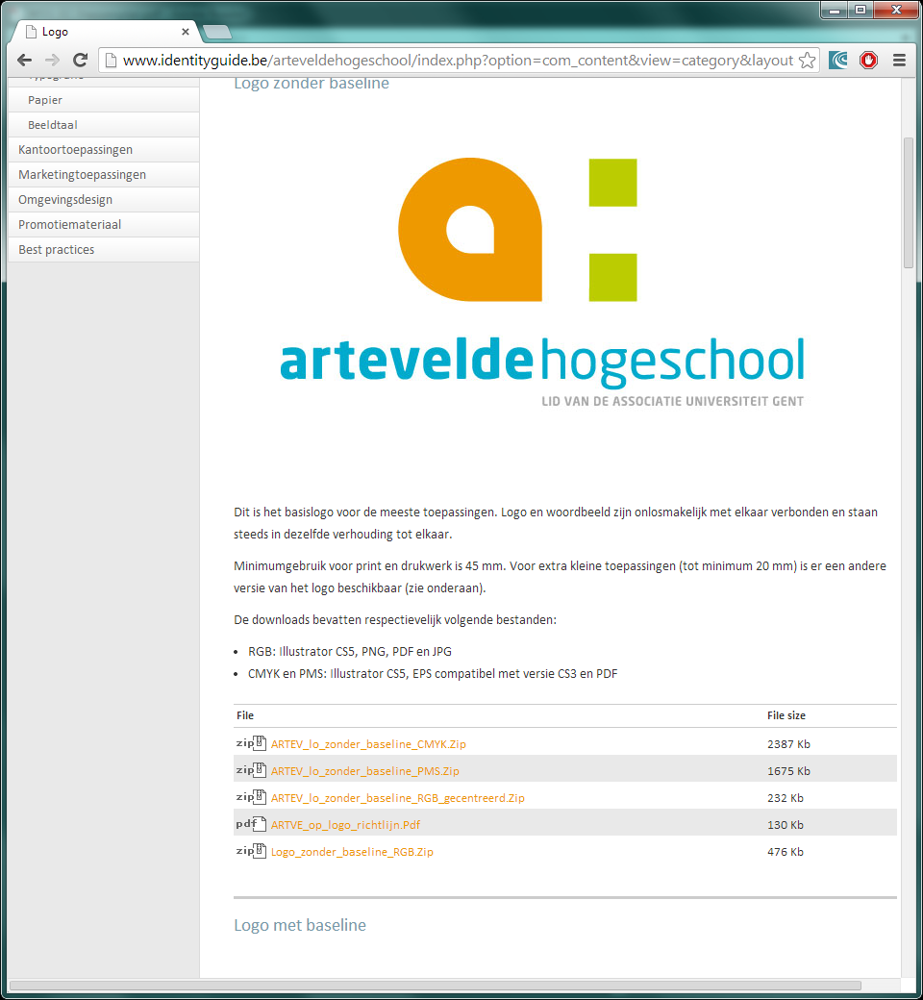 Logo
www.identityguide.be/arteveldehogeschool/index.php?option=com_content&view=category&layout
Papier
Beeldtaal
Kantoortoepassingen
Marketingtoepassingen
Omgevingsdesign
Promotiemateriaal
Best practices
Logo zonder baseline
a:
arteveldehogeschool
LID VAN DE ASSOCIATIE UNIVERSITEIT GENT
Dit is het basislogo voor de meeste toepassingen. Logo en woordbeeld zijn onlosmakelijk met elkaar verbonden en staan
steeds in dezelfde verhouding tot elkaar.
Minimumgebruik voor print en drukwerk is 45 mm. Voor extra kleine toepassingen (tot minimum 20 mm) is er een andere
versie van het logo beschikbaar (zie onderaan).
De downloads bevatten respectievelijk volgende bestanden:
• RGB: Illustrator CS5, PNG, PDF en JPG
• CMYK en PMS: Illustrator CS5, EPS compatibel met versie CS3 en PDF
File File size
zip ARTEV_lo_zonder_baseline_CMYK.Zip 2387 Kb
zip ARTEV_lo_zonder_baseline_PMS.Zip 1675 Kb
zip ARTEV_lo_zonder_baseline_RGB_gecentreerd.Zip 232 Kb
pdf ARTVE_op_logo_richtlijn.Pdf 130 Kb
zip Logo_zonder_baseline_RGB.Zip 476 Kb
Logo met baseline